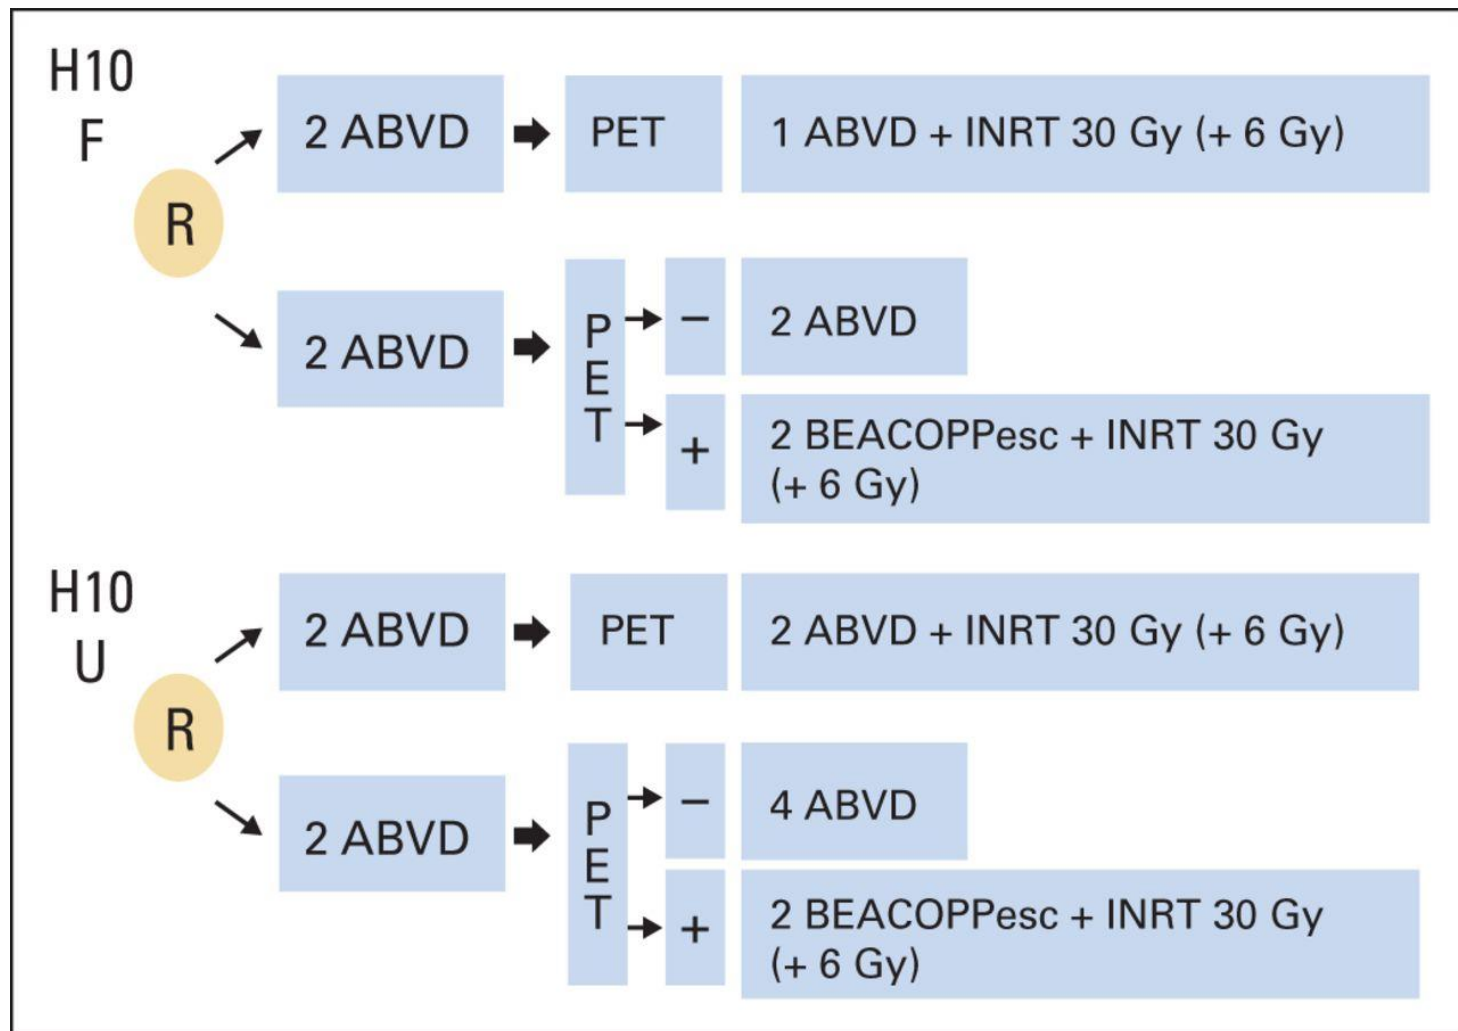 H10
F
R
2 ABVD
PET
1 ABVD + INRT 30 Gy (+ 6 Gy)
2 ABVD
P
E
T
−
2 ABVD
+
2 BEACOPPesc + INRT 30 Gy
(+ 6 Gy)
H10
U
R
2 ABVD
PET
2 ABVD + INRT 30 Gy (+ 6 Gy)
2 ABVD
P
E
T
−
4 ABVD
+
2 BEACOPPesc + INRT 30 Gy
(+ 6 Gy)